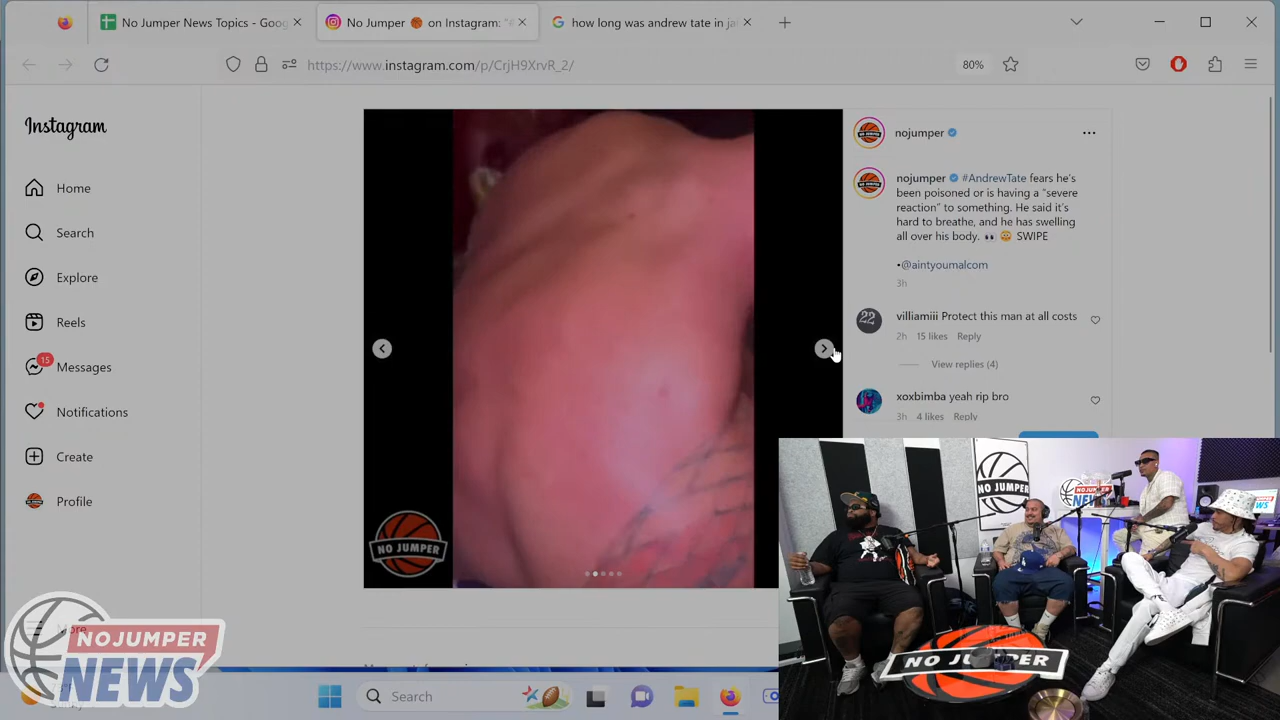 No Jumper News Topics - Goog
No Jumper 🏀 on Instagram: "#
how long was andrew tate in ja
https://www.instagram.com/p/CrjH9XrvR_2/
80%
Instagram
Home
Search
Explore
Reels
15
Messages
Notifications
Create
Profile
nojumper
nojumper #AndrewTate fears he's
been poisoned or is having a "severe
reaction" to something. He said it's
hard to breathe, and he has swelling
all over his body. 👀 😳 SWIPE
•@aintyoumalcom
3h
22
villiamiii Protect this man at all costs
2h 15 likes Reply
View replies (4)
xoxbimba yeah rip bro
3h 4 likes Reply
NO JUMPER
NOJUMPER
NEWS
Search
NO JUMPER
NO JUMPER